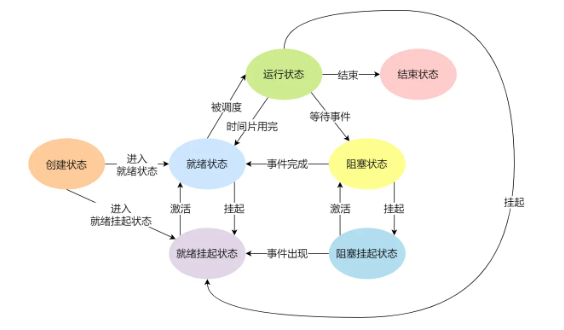 运行状态
结束
结束状态
被调度
时间片用完
等待事件
创建状态
进入
就绪状态
就绪状态
事件完成
阻塞状态
进入
就绪挂起状态
激活
挂起
激活
挂起
挂起
就绪挂起状态
事件出现
阻塞挂起状态